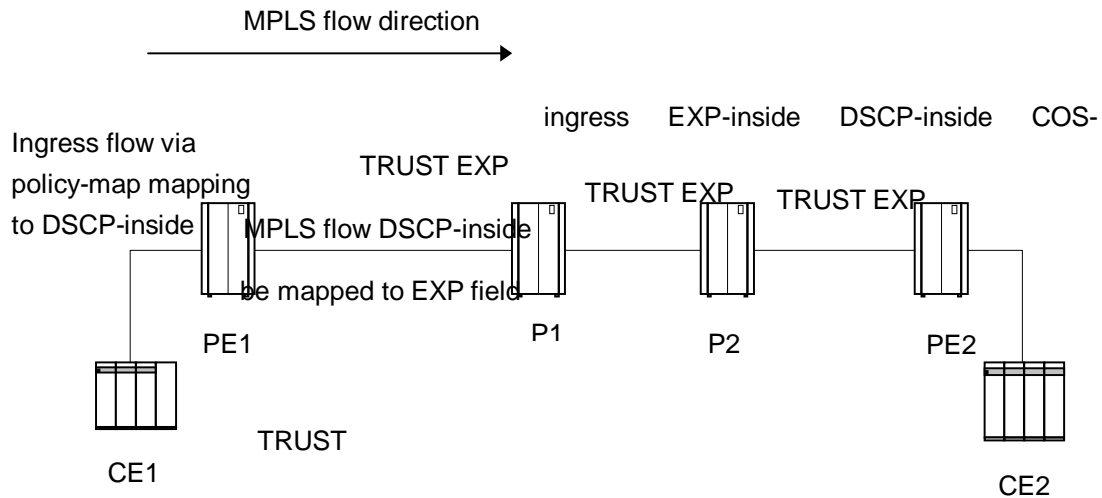 MPLS flow direction
ingress EXP-inside DSCP-inside COS-
Ingress flow via
policy-map mapping
to DSCP-inside
TRUST EXP
TRUST EXP
TRUST EXP
MPLS flow DSCP-inside
be mapped to EXP field
PE1
P1
P2
PE2
TRUST
CE1
CE2